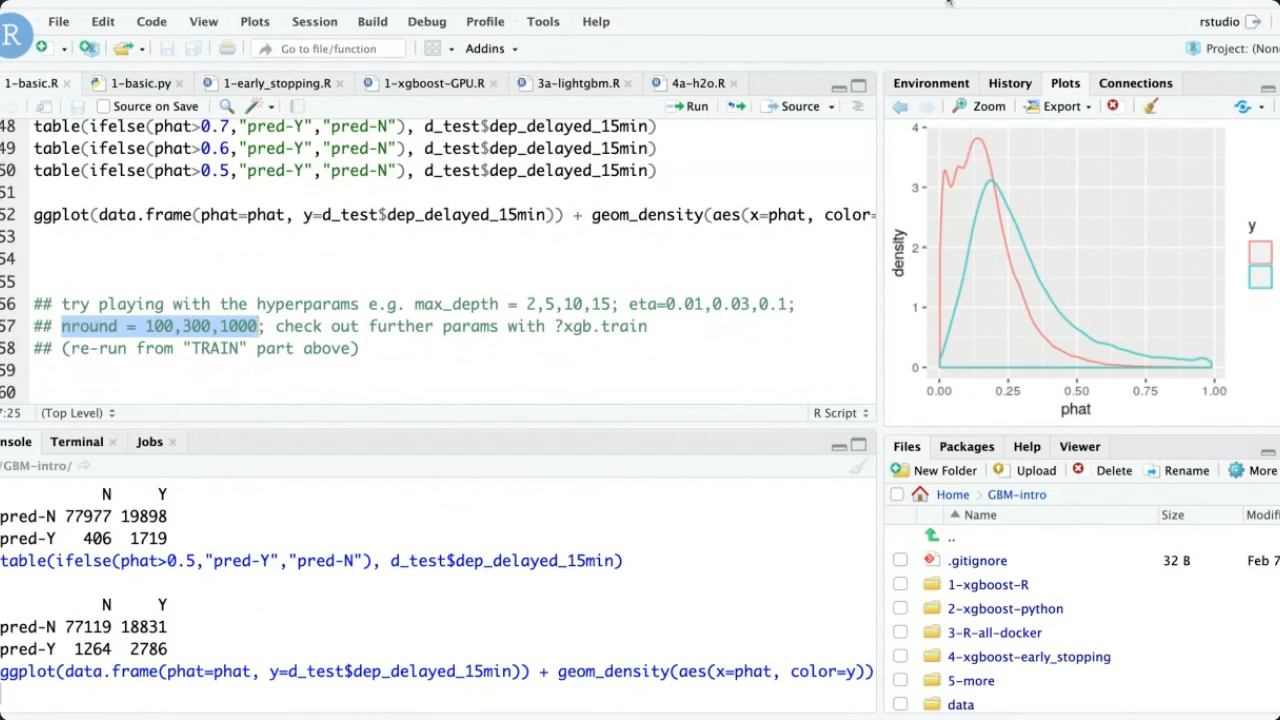 R
File Edit Code View Plots Session Build Debug Profile Tools Help
rstudio
Go to file/function
Addins
Project: (None
1-basic.R
1-basic.py
1-early_stopping.R
1-xgboost-GPU.R
3a-lightgbm.R
4a-h2o.R
Source on Save
Run
Source
48 table(ifelse(phat>0.7,"pred-Y","pred-N"), d_test$dep_delayed_15min)
49 table(ifelse(phat>0.6,"pred-Y","pred-N"), d_test$dep_delayed_15min)
50 table(ifelse(phat>0.5,"pred-Y","pred-N"), d_test$dep_delayed_15min)
51
52 ggplot(data.frame(phat=phat, y=d_test$dep_delayed_15min)) + geom_density(aes(x=phat, color=
53
54
55
56 ## try playing with the hyperparams e.g. max_depth = 2,5,10,15; eta=0.01,0.03,0.1;
57 ## nround = 100,300,1000; check out further params with ?xgb.train
58 ## (re-run from "TRAIN" part above)
59
60
7:25 (Top Level) R Script
nsole Terminal Jobs
/GBM-intro/
N Y
pred-N 77977 19898
pred-Y 406 1719
table(ifelse(phat>0.5,"pred-Y","pred-N"), d_test$dep_delayed_15min)
N Y
pred-N 77119 18831
pred-Y 1264 2786
ggplot(data.frame(phat=phat, y=d_test$dep_delayed_15min)) + geom_density(aes(x=phat, color=y))
Environment History Plots Connections
Zoom Export
4
3
2
1
0
density
0.00 0.25 0.50 0.75 1.00
phat
y
Files Packages Help Viewer
New Folder Upload Delete Rename More
Home GBM-intro
Name Size Modifi
..
.gitignore 32 B Feb 7
1-xgboost-R
2-xgboost-python
3-R-all-docker
4-xgboost-early_stopping
5-more
data